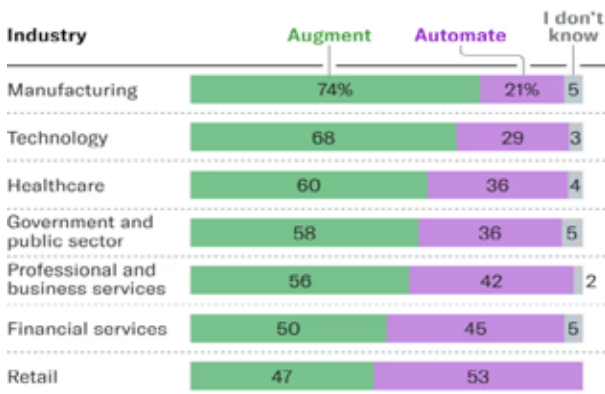 Industry Augment Automate I don't know
Manufacturing 74% 21% 5
Technology 68 29 3
Healthcare 60 36 4
Government and
public sector 58 36 5
Professional and
business services 56 42 2
Financial services 50 45 5
Retail 47 53